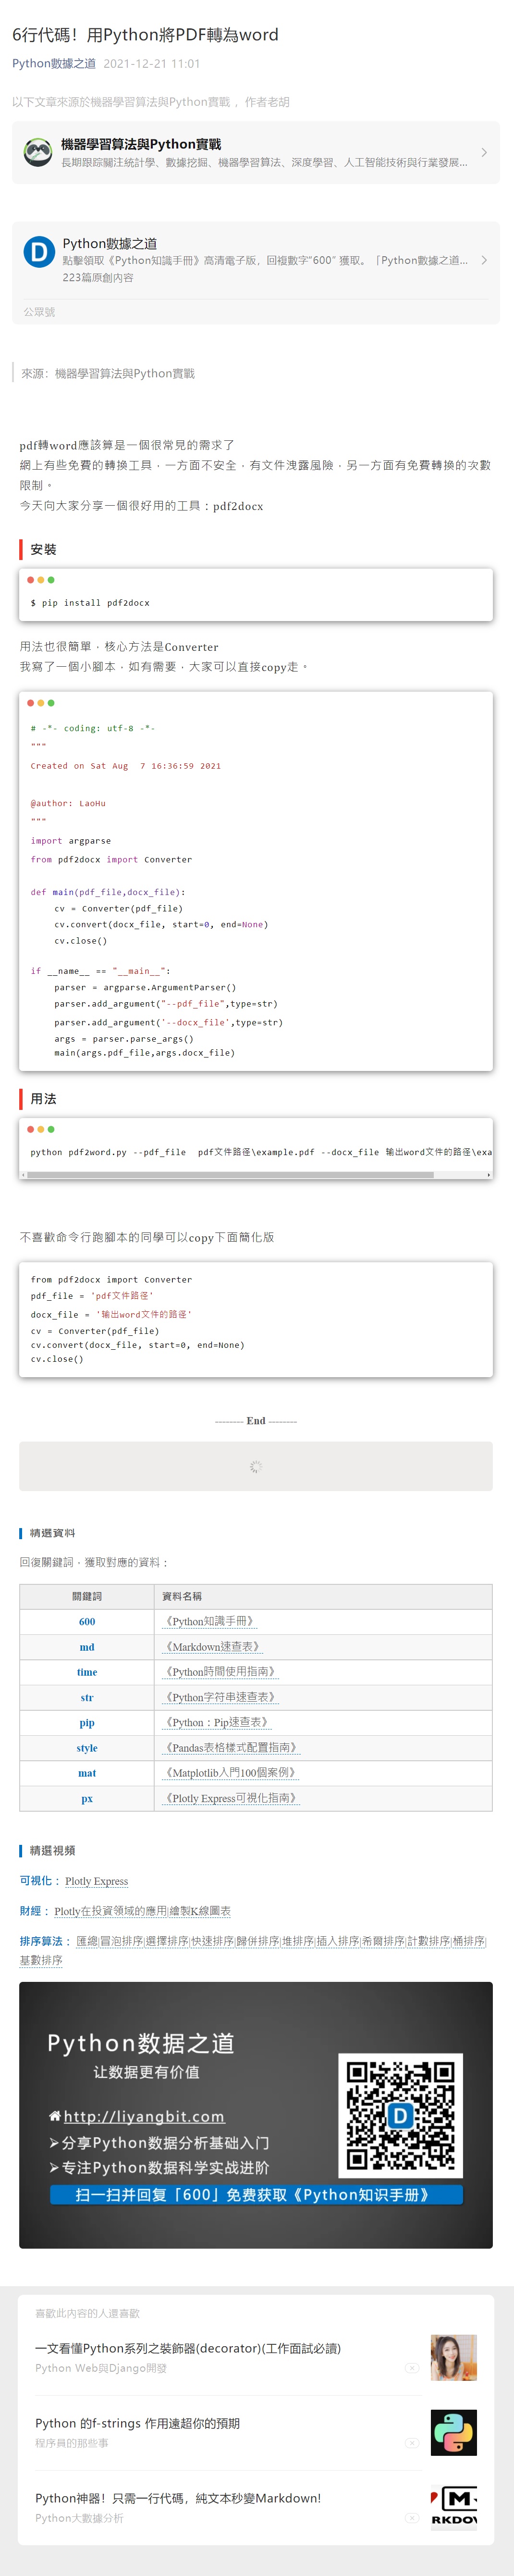 6行代碼！用Python將PDF轉為word
Python數據之道 2021-12-21 11:01
以下文章來源於機器學習算法與Python實戰 ，作者老胡
機器學習算法與Python實戰
長期跟踪關注統計學、數據挖掘、機器學習算法、深度學習、人工智能技術與行業發展...
Python數據之道
點擊領取《Python知識手冊》高清電子版，回複數字“600” 獲取。「Python數據之道...
223篇原創內容
公眾號
來源：機器學習算法與Python實戰
pdf轉word應該算是一個很常見的需求了
網上有些免費的轉換工具，一方面不安全，有文件洩露風險，另一方面有免費轉換的次數
限制。
今天向大家分享一個很好用的工具：pdf2docx
安裝
$ pip install pdf2docx
用法也很簡單，核心方法是Converter
我寫了一個小腳本，如有需要，大家可以直接copy走。
# -*- coding: utf-8 -*-
"""
Created on Sat Aug  7 16:36:59 2021
@author: LaoHu
"""
import argparse
from pdf2docx import Converter
def main(pdf_file,docx_file):
    cv = Converter(pdf_file)
    cv.convert(docx_file, start=0, end=None)
    cv.close()
if __name__ == "__main__":
    parser = argparse.ArgumentParser()
    parser.add_argument("--pdf_file",type=str)
    parser.add_argument('--docx_file',type=str)
    args = parser.parse_args()
    main(args.pdf_file,args.docx_file)
用法
python pdf2word.py --pdf_file  pdf文件路徑\example.pdf --docx_file 输出word文件的路徑\exa
不喜歡命令行跑腳本的同學可以copy下面簡化版
from pdf2docx import Converter
pdf_file = 'pdf文件路徑'
docx_file = '输出word文件的路徑'
cv = Converter(pdf_file)
cv.convert(docx_file, start=0, end=None)
cv.close()
-------- End --------
精選資料
回復關鍵詞，獲取對應的資料：
關鍵詞 資料名稱
600 《Python知識手冊》
md 《Markdown速查表》
time 《Python時間使用指南》
str 《Python字符串速查表》
pip 《Python：Pip速查表》
style 《Pandas表格樣式配置指南》
mat 《Matplotlib入門100個案例》
px 《Plotly Express可視化指南》
精選視頻
可視化： Plotly Express
財經： Plotly在投資領域的應用|繪製K線圖表
排序算法： 匯總|冒泡排序|選擇排序|快速排序|歸併排序|堆排序|插入排序|希爾排序|計數排序|桶排序|
基數排序
Python数据之道
让数据更有价值
http://liyangbit.com
分享Python数据分析基础入门
专注Python数据科学实战进阶
扫一扫并回复「600」免费获取《Python知识手册》
喜歡此內容的人還喜歡
一文看懂Python系列之裝飾器(decorator)(工作面試必讀)
Python Web與Django開發
Python 的f-strings 作用遠超你的預期
程序員的那些事
Python神器！只需一行代碼，純文本秒變Markdown!
Python大數據分析